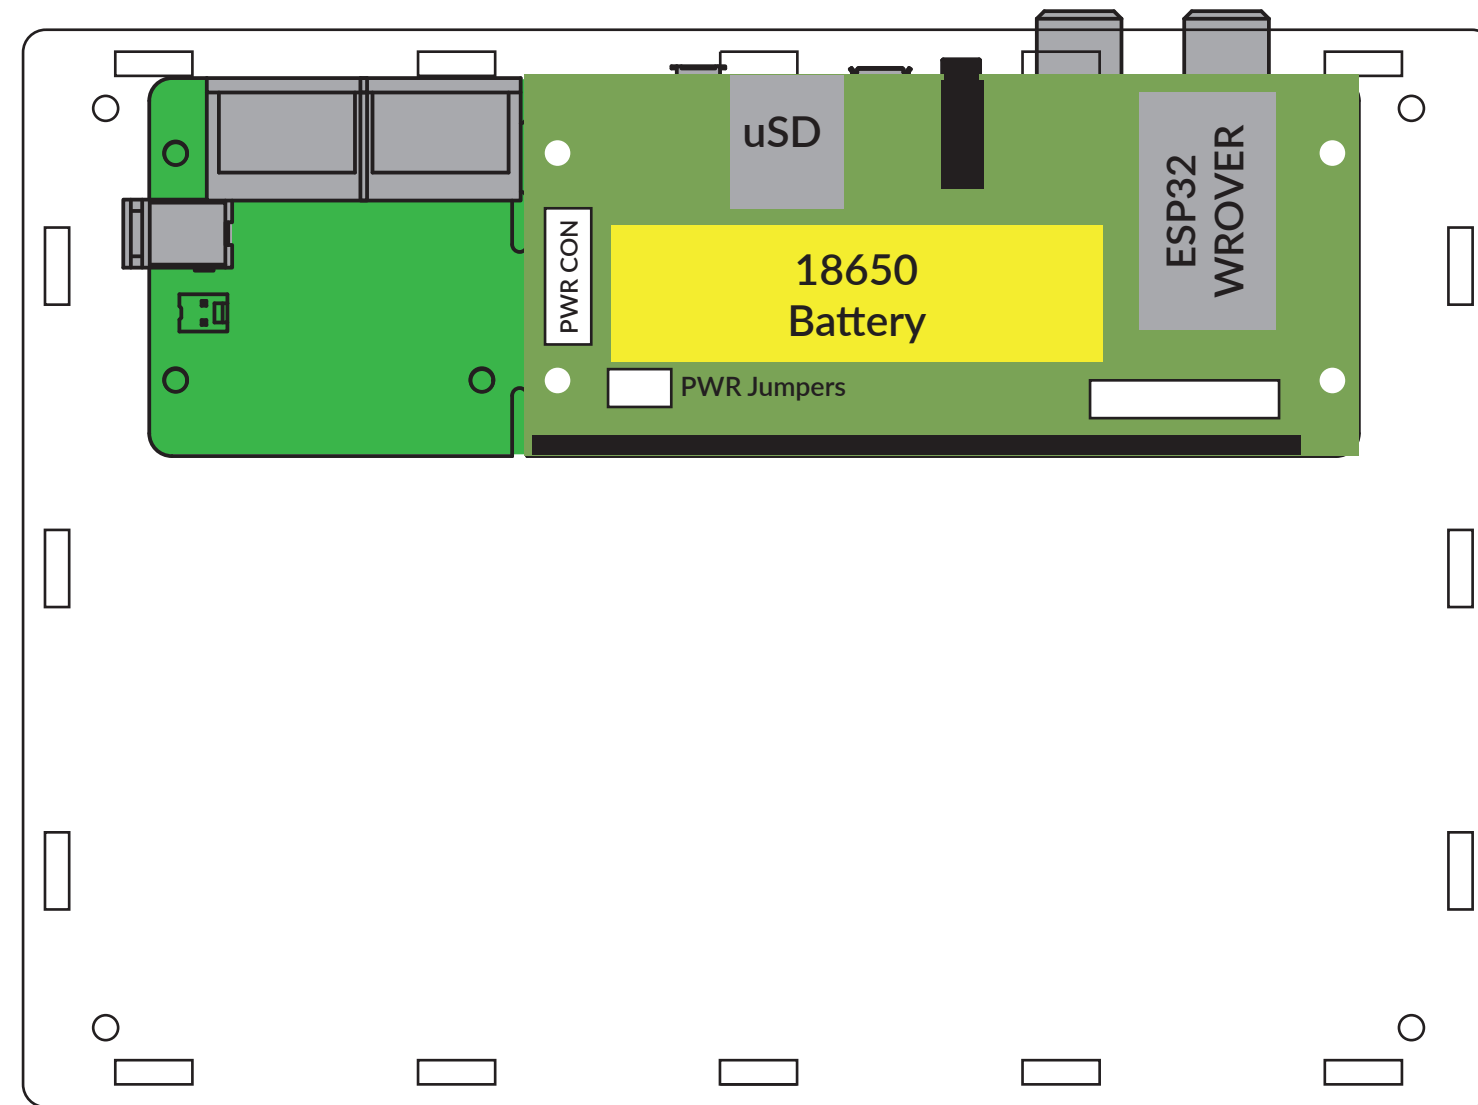 uSD
ESP32
WROVER
PWR CON
18650
Battery
PWR Jumpers